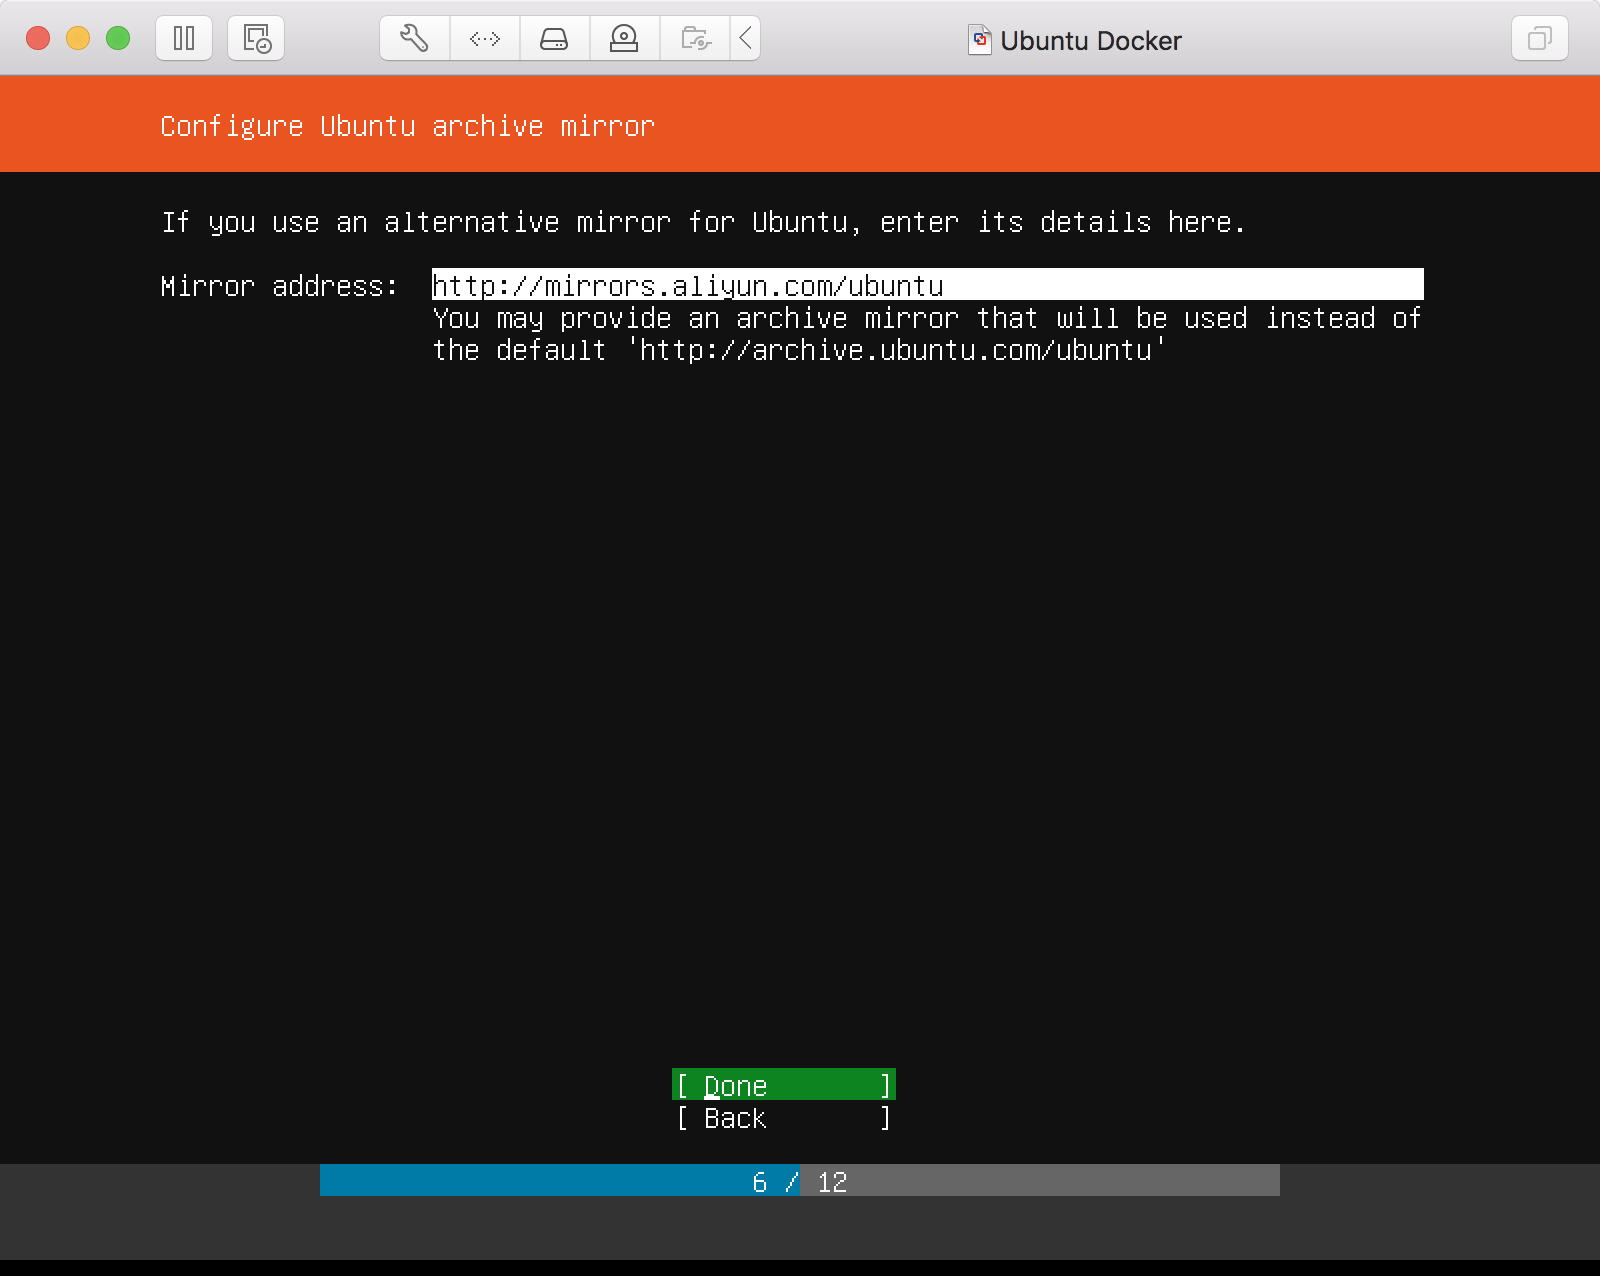 Ubuntu Docker
Configure Ubuntu archive mirror
If you use an alternative mirror for Ubuntu, enter its details here.
Mirror address: http://mirrors.aliyun.com/ubuntu
You may provide an archive mirror that will be used instead of
the default 'http://archive.ubuntu.com/ubuntu'
[ Done ]
[ Back ]
6 / 12